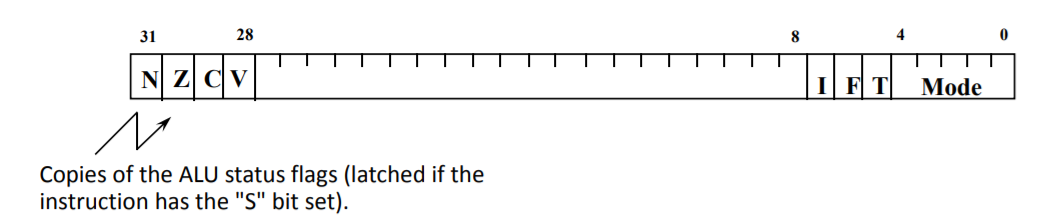 31 28 8 4 0
N Z C V I F T Mode
Copies of the ALU status flags (latched if the
instruction has the "S" bit set).